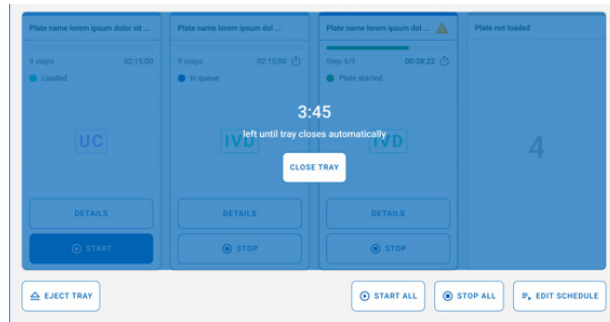 Plate name lorem ipsum dolor sit ...
Plate name lorem ipsum dol ...
Plate name lorem ipsum dol ...
Plate not loaded
9 steps 02:15:00
9 steps 02:15:00
Step 4/9 00:38:22
Loaded
In queue
Plate started
3:45
left until tray closes automatically
UC
IVD
IVD
4
CLOSE TRAY
DETAILS
DETAILS
DETAILS
START
STOP
STOP
EJECT TRAY
START ALL
STOP ALL
EDIT SCHEDULE